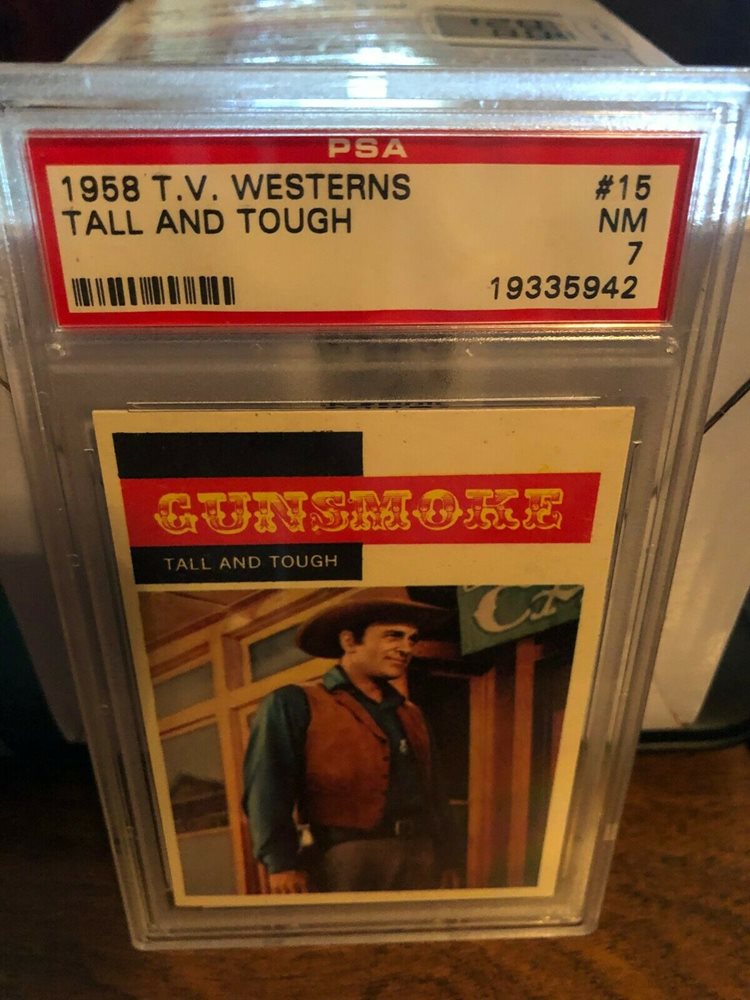 PSA
1958 T.V. WESTERNS #15
TALL AND TOUGH NM
7
19335942
GUNSMOKE
TALL AND TOUGH